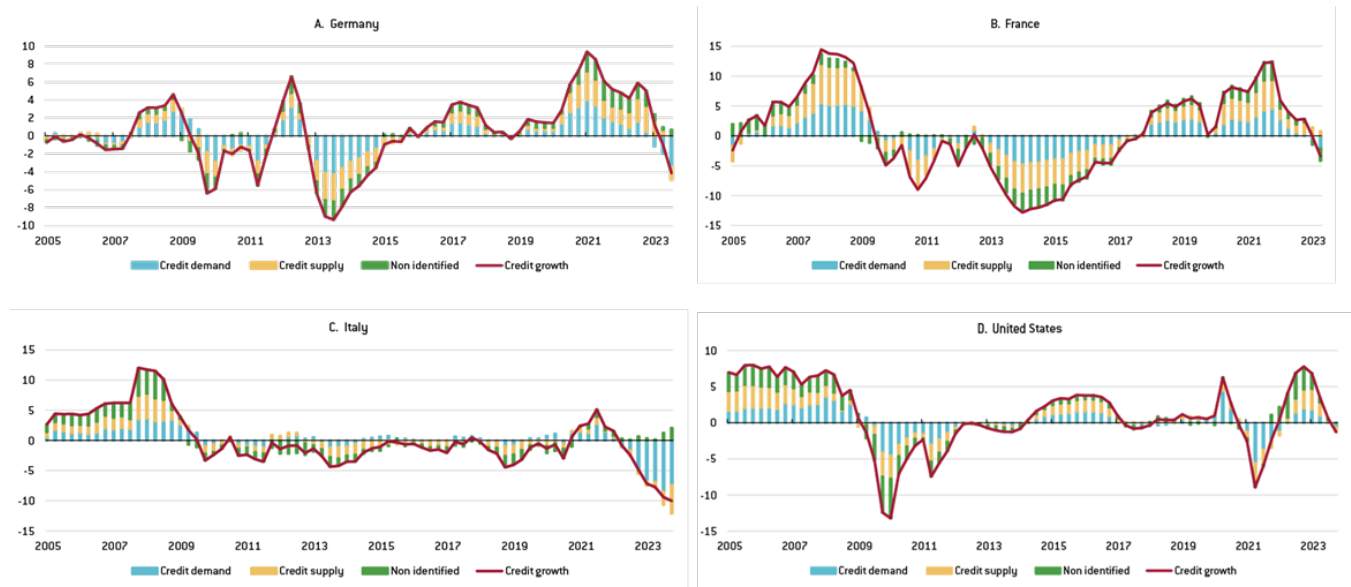 A. Germany
10
8
6
4
2
0
-2
-4
-6
-8
-10
2005 2007 2009 2011 2013 2015 2017 2019 2021 2023
Credit demand Credit supply Non identified Credit growth
B. France
15
10
5
0
-5
-10
-15
2005 2007 2009 2011 2013 2015 2017 2019 2021 2023
Credit demand Credit supply Non identified Credit growth
C. Italy
15
10
5
0
-5
-10
-15
2005 2007 2009 2011 2013 2015 2017 2019 2021 2023
Credit demand Credit supply Non identified Credit growth
D. United States
10
5
0
-5
-10
-15
2005 2007 2009 2011 2013 2015 2017 2019 2021 2023
Credit demand Credit supply Non identified Credit growth